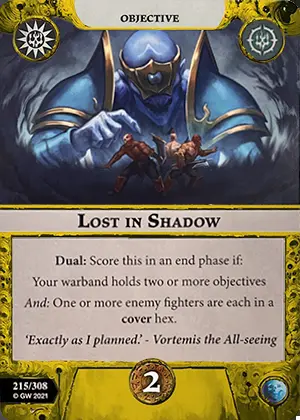 OBJECTIVE
LOST IN SHADOW
Dual: Score this in an end phase if:
Your warband holds two or more objectives
And: One or more enemy fighters are each in a
cover hex.
‘Exactly as I planned.’ - Vortemis the All-seeing
215/308
© GW 2021
2